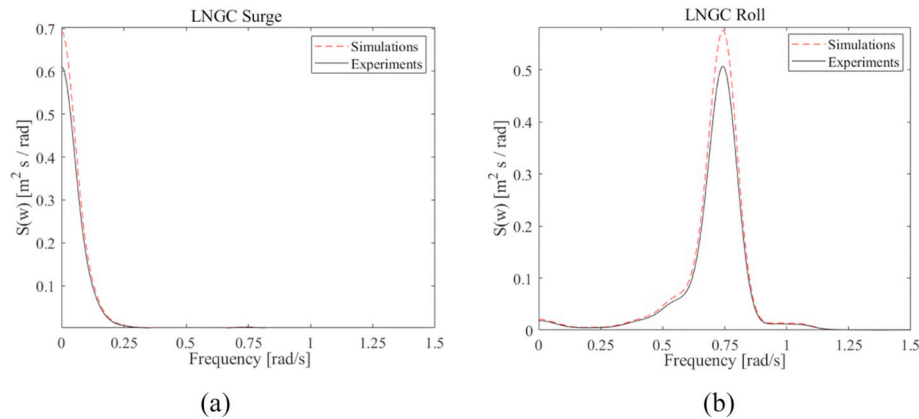 LNGC Surge
0.7
0.6
0.5
0.4
0.3
0.2
0.1
S(w) [m² s / rad]
Simulations
Experiments
0
0.25
0.5
0.75
1
1.25
1.5
Frequency [rad/s]
(a)
LNGC Roll
0.5
0.4
0.3
0.2
0.1
0
S(w) [m² s / rad]
Simulations
Experiments
0
0.25
0.5
0.75
1
1.25
1.5
Frequency [rad/s]
(b)